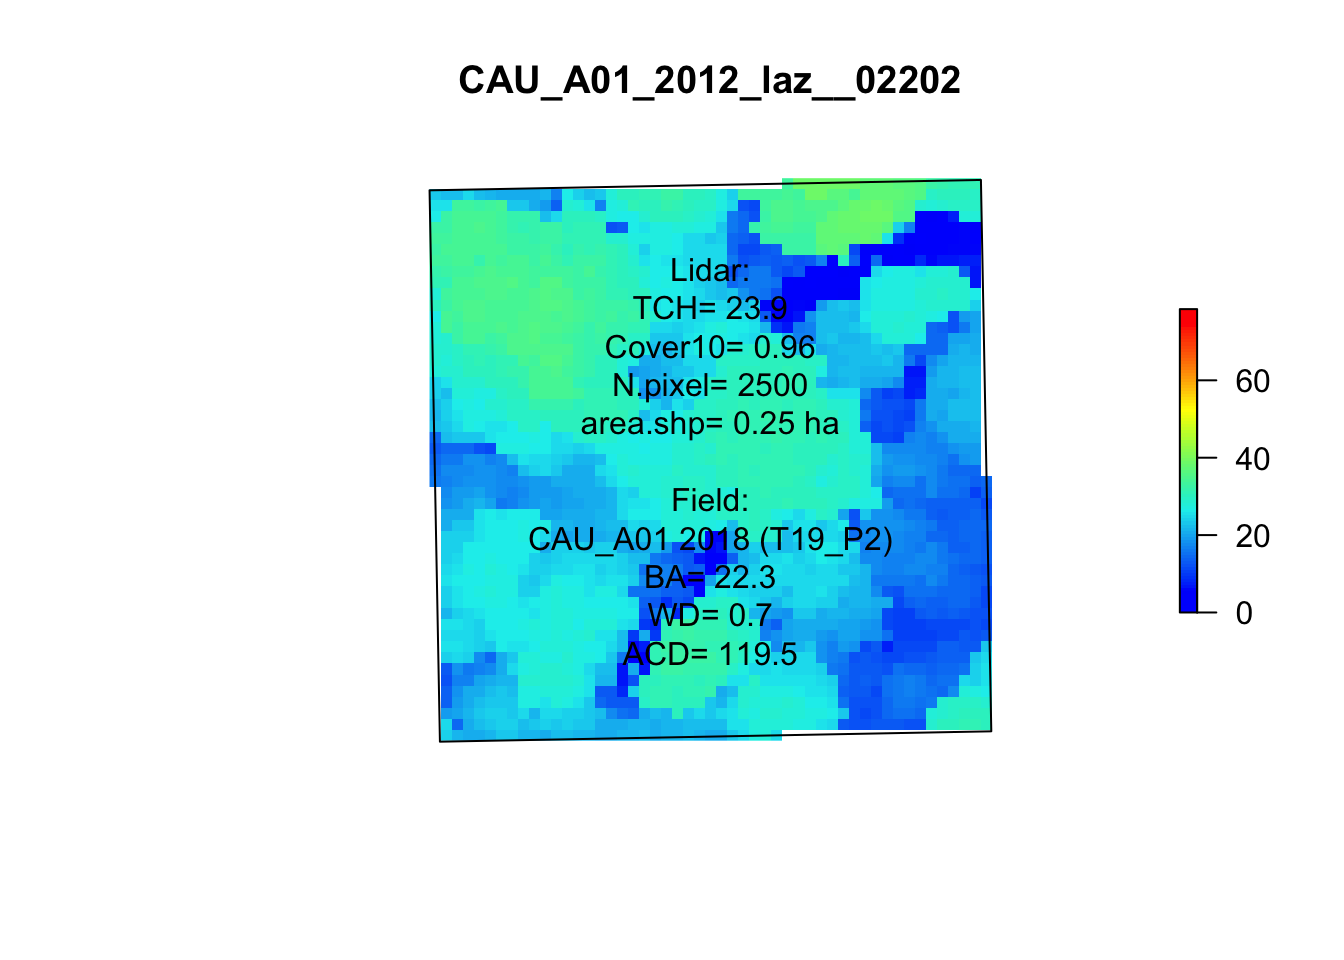 CAU_A01_2012_laz__02202
Lidar:
TCH= 23.9
Cover10= 0.96
N.pixel= 2500
area.shp= 0.25 ha
Field:
CAU_A01 2018 (T19_P2)
BA= 22.3
WD= 0.7
ACD= 119.5
60
40
20
0